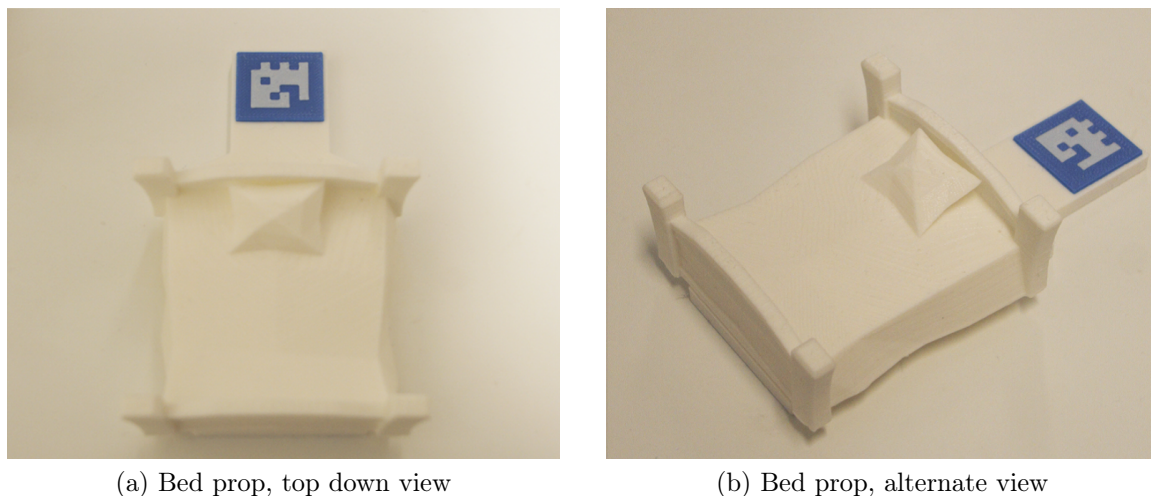 (a) Bed prop, top down view
(b) Bed prop, alternate view